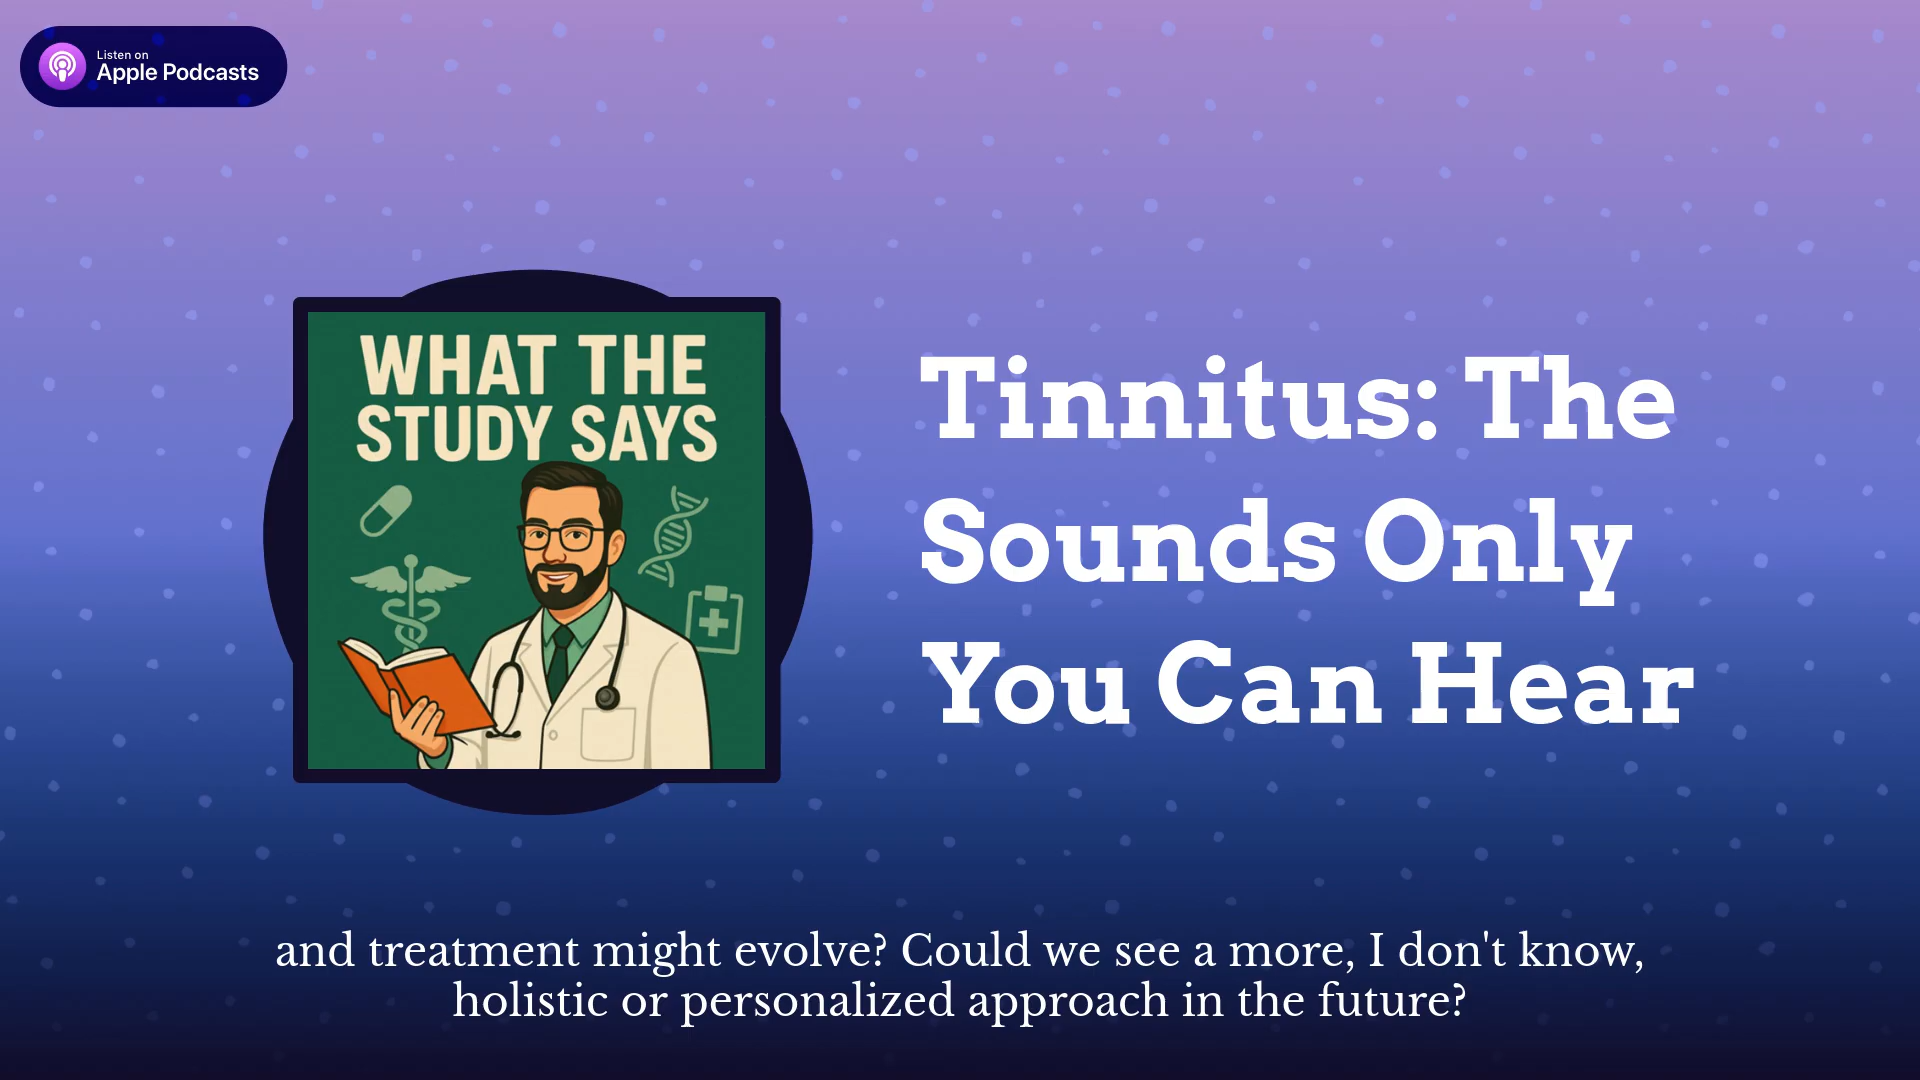 Listen on
Apple Podcasts
WHAT THE
STUDY SAYS
Tinnitus: The
Sounds Only
You Can Hear
and treatment might evolve? Could we see a more, I don't know,
holistic or personalized approach in the future?